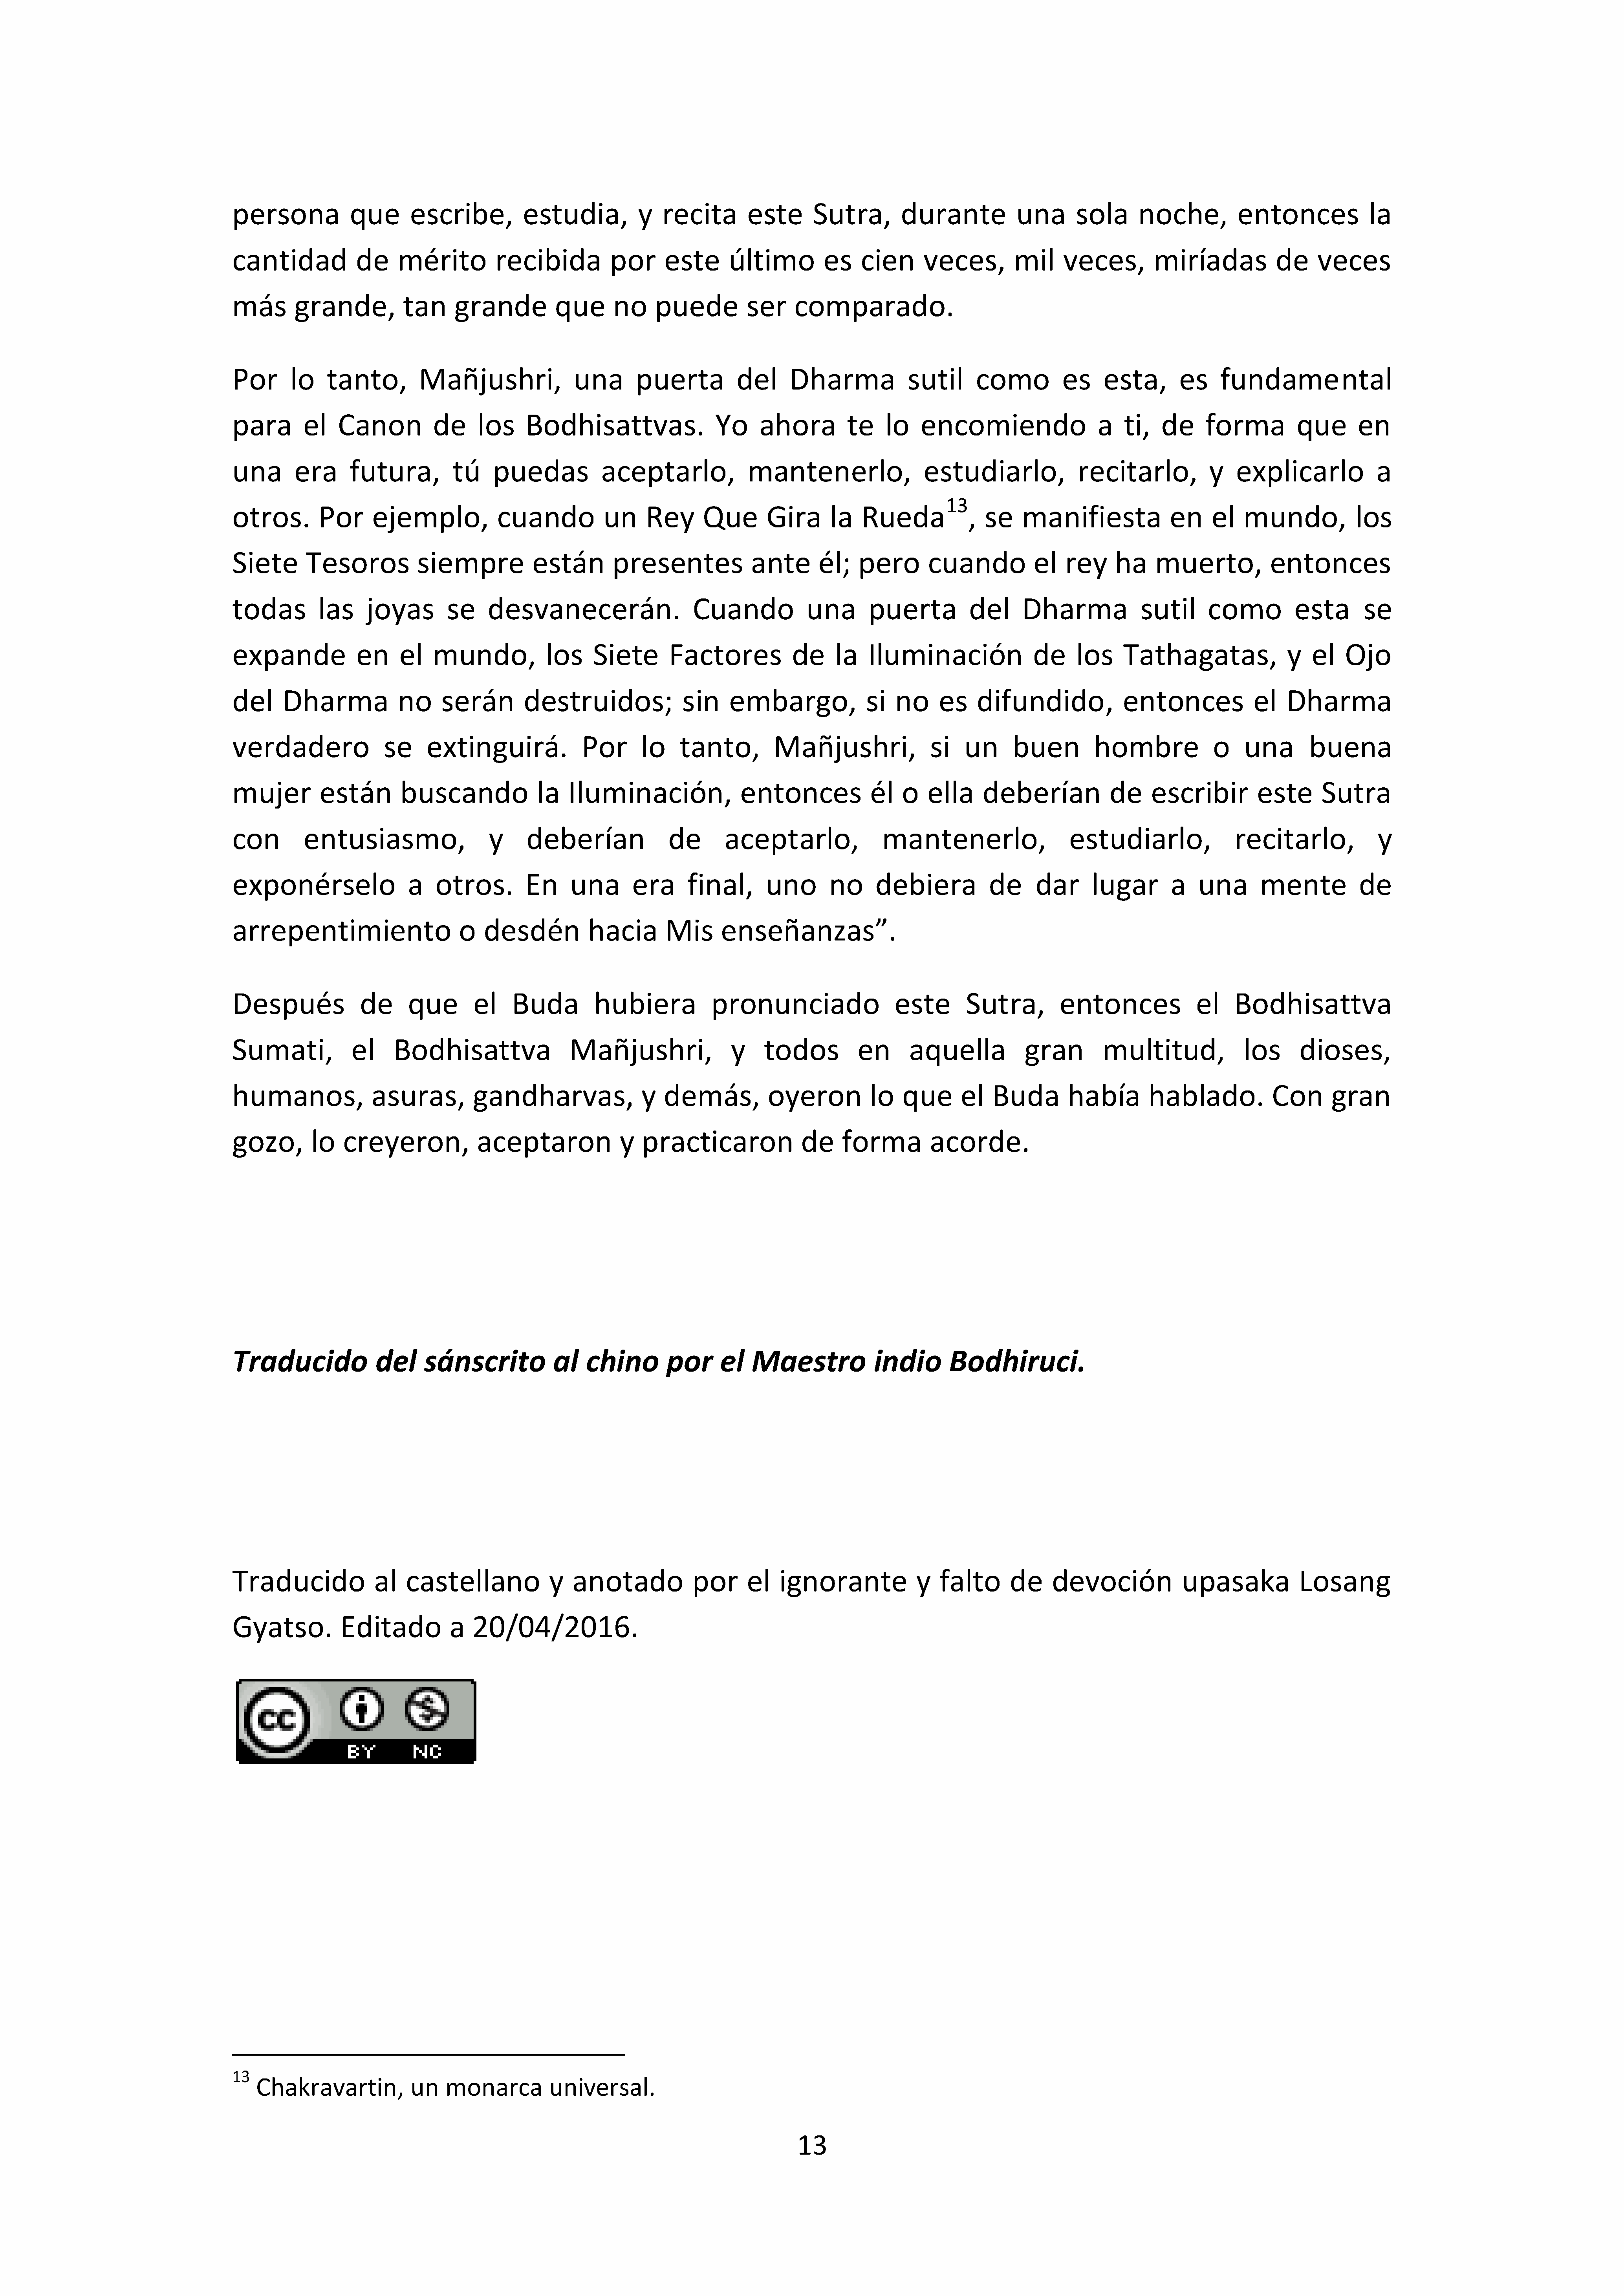 persona que escribe, estudia, y recita este Sutra, durante una sola noche, entonces la
cantidad de mérito recibida por este último es cien veces, mil veces, miríadas de veces
más grande, tan grande que no puede ser comparado.
Por lo tanto, Mañjushri, una puerta del Dharma sutil como es esta, es fundamental
para el Canon de los Bodhisattvas. Yo ahora te lo encomiendo a ti, de forma que en
una era futura, tú puedas aceptarlo, mantenerlo, estudiarlo, recitarlo, y explicarlo a
otros. Por ejemplo, cuando un Rey Que Gira la Rueda13, se manifiesta en el mundo, los
Siete Tesoros siempre están presentes ante él; pero cuando el rey ha muerto, entonces
todas las joyas se desvanecerán. Cuando una puerta del Dharma sutil como esta se
expande en el mundo, los Siete Factores de la Iluminación de los Tathagatas, y el Ojo
del Dharma no serán destruidos; sin embargo, si no es difundido, entonces el Dharma
verdadero se extinguirá. Por lo tanto, Mañjushri, si un buen hombre o una buena
mujer están buscando la Iluminación, entonces él o ella deberían de escribir este Sutra
con entusiasmo, y deberían de aceptarlo, mantenerlo, estudiarlo, recitarlo, y
exponérselo a otros. En una era final, uno no debiera de dar lugar a una mente de
arrepentimiento o desdén hacia Mis enseñanzas”.
Después de que el Buda hubiera pronunciado este Sutra, entonces el Bodhisattva
Sumati, el Bodhisattva Mañjushri, y todos en aquella gran multitud, los dioses,
humanos, asuras, gandharvas, y demás, oyeron lo que el Buda había hablado. Con gran
gozo, lo creyeron, aceptaron y practicaron de forma acorde.
Traducido del sánscrito al chino por el Maestro indio Bodhiruci.
Traducido al castellano y anotado por el ignorante y falto de devoción upasaka Losang
Gyatso. Editado a 20/04/2016.
cc BY NC
13 Chakravartin, un monarca universal.
13